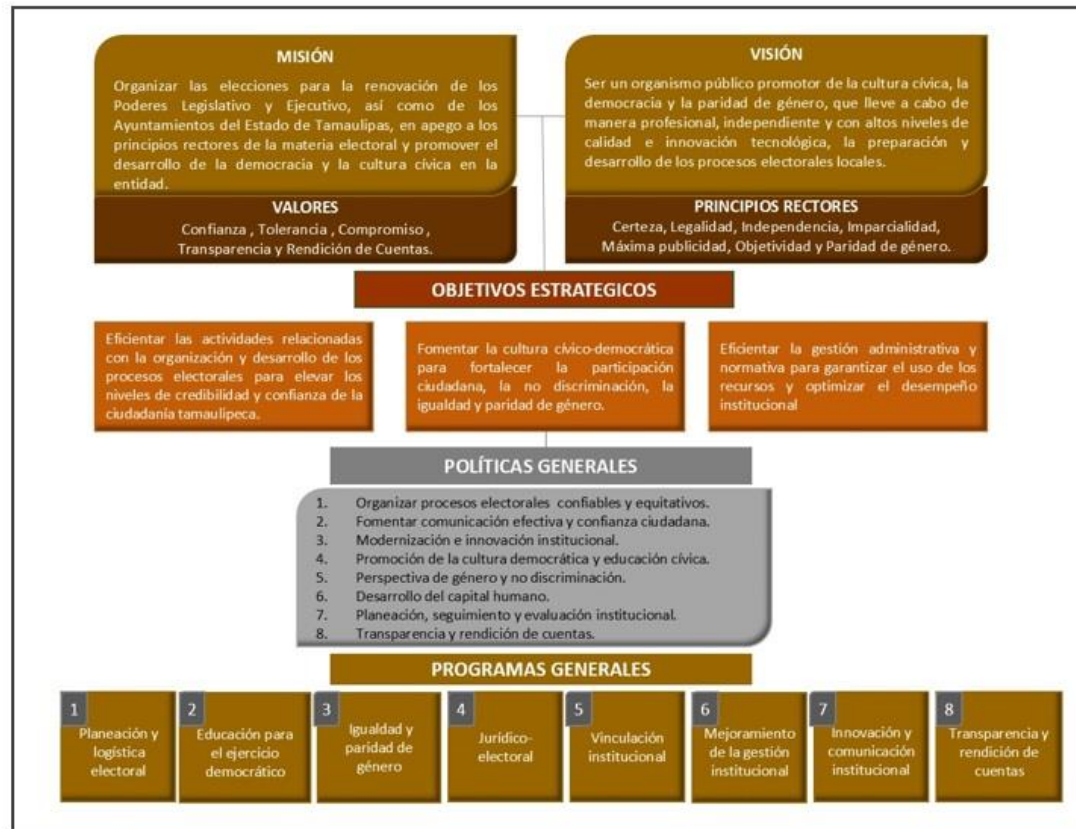 MISIÓN
Organizar las elecciones para la renovación de los
Poderes Legislativo y Ejecutivo, así como de los
Ayuntamientos del Estado de Tamaulipas, en apego a los
principios rectores de la materia electoral y promover el
desarrollo de la democracia y la cultura cívica en la
entidad.
VALORES
Confianza , Tolerancia , Compromiso ,
Transparencia y Rendición de Cuentas.
VISIÓN
Ser un organismo público promotor de la cultura cívica, la
democracia y la paridad de género, que lleve a cabo de
manera profesional, independiente y con altos niveles de
calidad e innovación tecnológica, la preparación y
desarrollo de los procesos electorales locales.
PRINCIPIOS RECTORES
Certeza, Legalidad, Independencia, Imparcialidad,
Máxima publicidad, Objetividad y Paridad de género.
OBJETIVOS ESTRATEGICOS
Eficientar las actividades relacionadas
con la organización y desarrollo de los
procesos electorales para elevar los
niveles de credibilidad y confianza de la
ciudadanía tamaulipeca.
Fomentar la cultura cívico-democrática
para fortalecer la participación
ciudadana, la no discriminación, la
igualdad y paridad de género.
Eficientar la gestión administrativa y
normativa para garantizar el uso de los
recursos y optimizar el desempeño
institucional
POLÍTICAS GENERALES
1. Organizar procesos electorales confiables y equitativos.
2. Fomentar comunicación efectiva y confianza ciudadana.
3. Modernización e innovación institucional.
4. Promoción de la cultura democrática y educación cívica.
5. Perspectiva de género y no discriminación.
6. Desarrollo del capital humano.
7. Planeación, seguimiento y evaluación institucional.
8. Transparencia y rendición de cuentas.
PROGRAMAS GENERALES
1
Planeación y
logística
electoral
2
Educación para
el ejercicio
democrático
3
Igualdad y
paridad de
género
4
Jurídico-
electoral
5
Vinculación
institucional
6
Mejoramiento
de la gestión
institucional
7
Innovación y
comunicación
institucional
8
Transparencia y
rendición de
cuentas